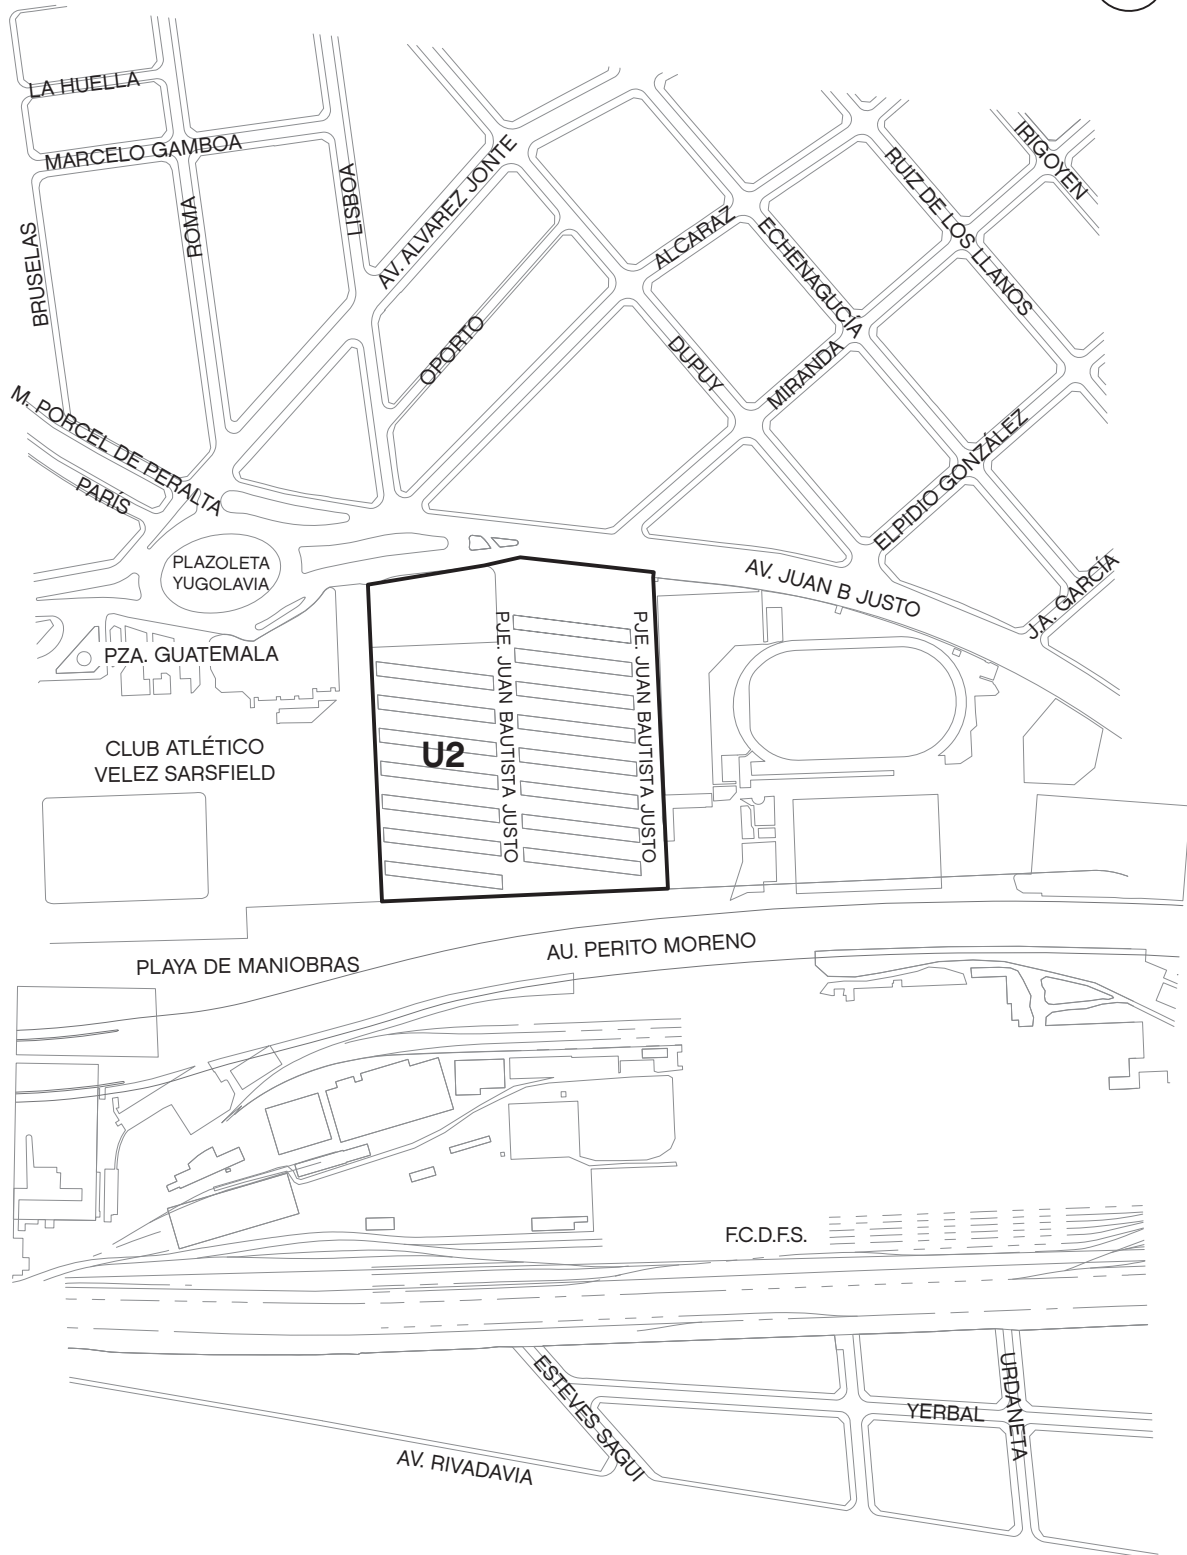 LA HUELLA
MARCELO GAMBOA
BRUSELAS
ROMA
LISBOA
AV. ALVAREZ JONTE
OPORTO
ALCARAZ
ECHENAGUCÍA
RUIZ DE LOS LLANOS
IRIGOYEN
DUPUY
MIRANDA
ELPIDIO GONZÁLEZ
M. PORCEL DE PERALTA
PARÍS
PLAZOLETA
YUGOLAVIA
AV. JUAN B JUSTO
J.A. GARCÍA
PZA. GUATEMALA
PJE. JUAN BAUTISTA JUSTO
PJE. JUAN BAUTISTA JUSTO
CLUB ATLÉTICO
VELEZ SARSFIELD
U2
PLAYA DE MANIOBRAS
AU. PERITO MORENO
F.C.D.F.S.
ESTEVES SAGUI
URDANETA
YERBAL
AV. RIVADAVIA